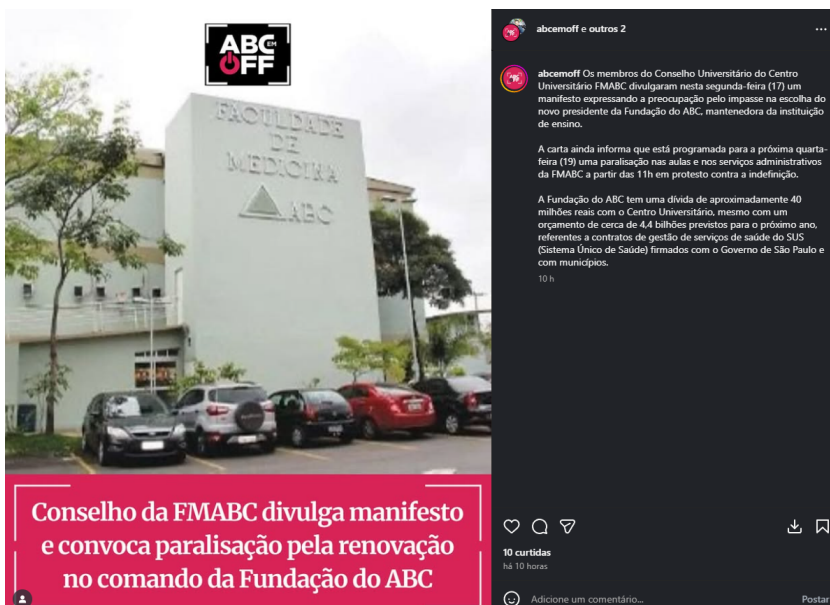 ABC EM
OFF
FACULDADE
DE
MEDICINA
ABC
Conselho da FMABC divulga manifesto
e convoca paralisação pela renovação
no comando da Fundação do ABC
abcemoff e outros 2
abcemoff Os membros do Conselho Universitário do Centro
Universitário FMABC divulgaram nesta segunda-feira (17) um
manifesto expressando a preocupação pelo impasse na escolha do
novo presidente da Fundação do ABC, mantenedora da instituição
de ensino.
A carta ainda informa que está programada para a próxima quarta-
feira (19) uma paralisação nas aulas e nos serviços administrativos
da FMABC a partir das 11h em protesto contra a indefinição.
A Fundação do ABC tem uma dívida de aproximadamente 40
milhões reais com o Centro Universitário, mesmo com um
orçamento de cerca de 4,4 bilhões previstos para o próximo ano,
referentes a contratos de gestão de serviços de saúde do SUS
(Sistema Único de Saúde) firmados com o Governo de São Paulo e
com municípios.
10 h
10 curtidas
há 10 horas
Adicione um comentário...
Postar